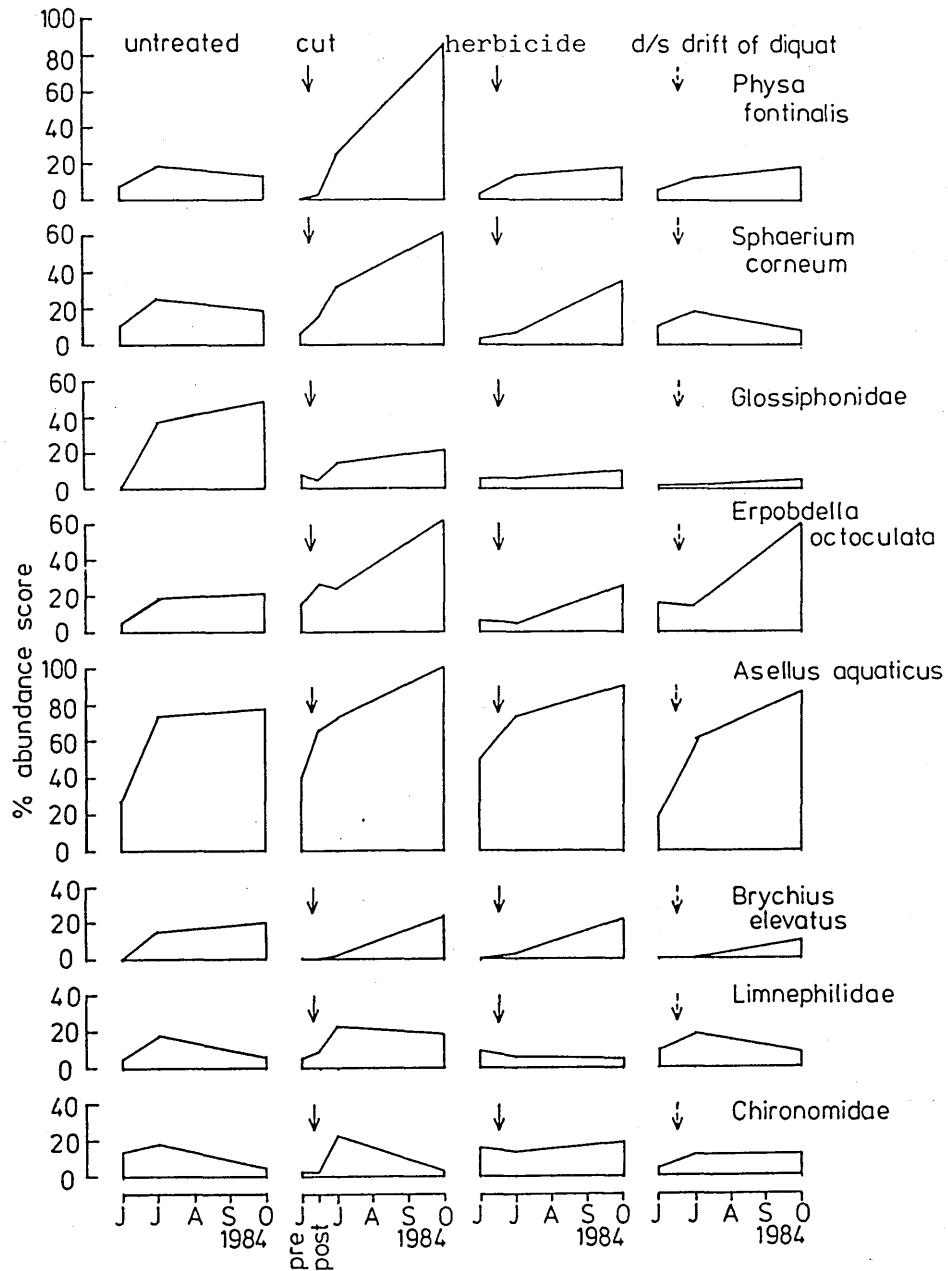 untreated cut herbicide d/s drift of diquat
100
80
60
40
20
0
Physa
fontinalis
60
40
20
0
Sphaerium
corneum
60
40
20
0
Glossiphonidae
60
40
20
0
Erpobdella
octoculata
100
80
60
40
20
0
Asellus aquaticus
40
20
0
Brychius
elevatus
40
20
0
Limnephilidae
40
20
0
Chironomidae
% abundance score
J J A S O
1984
J J A S O
pre post 1984
J J A S O
1984
J J A S O
1984